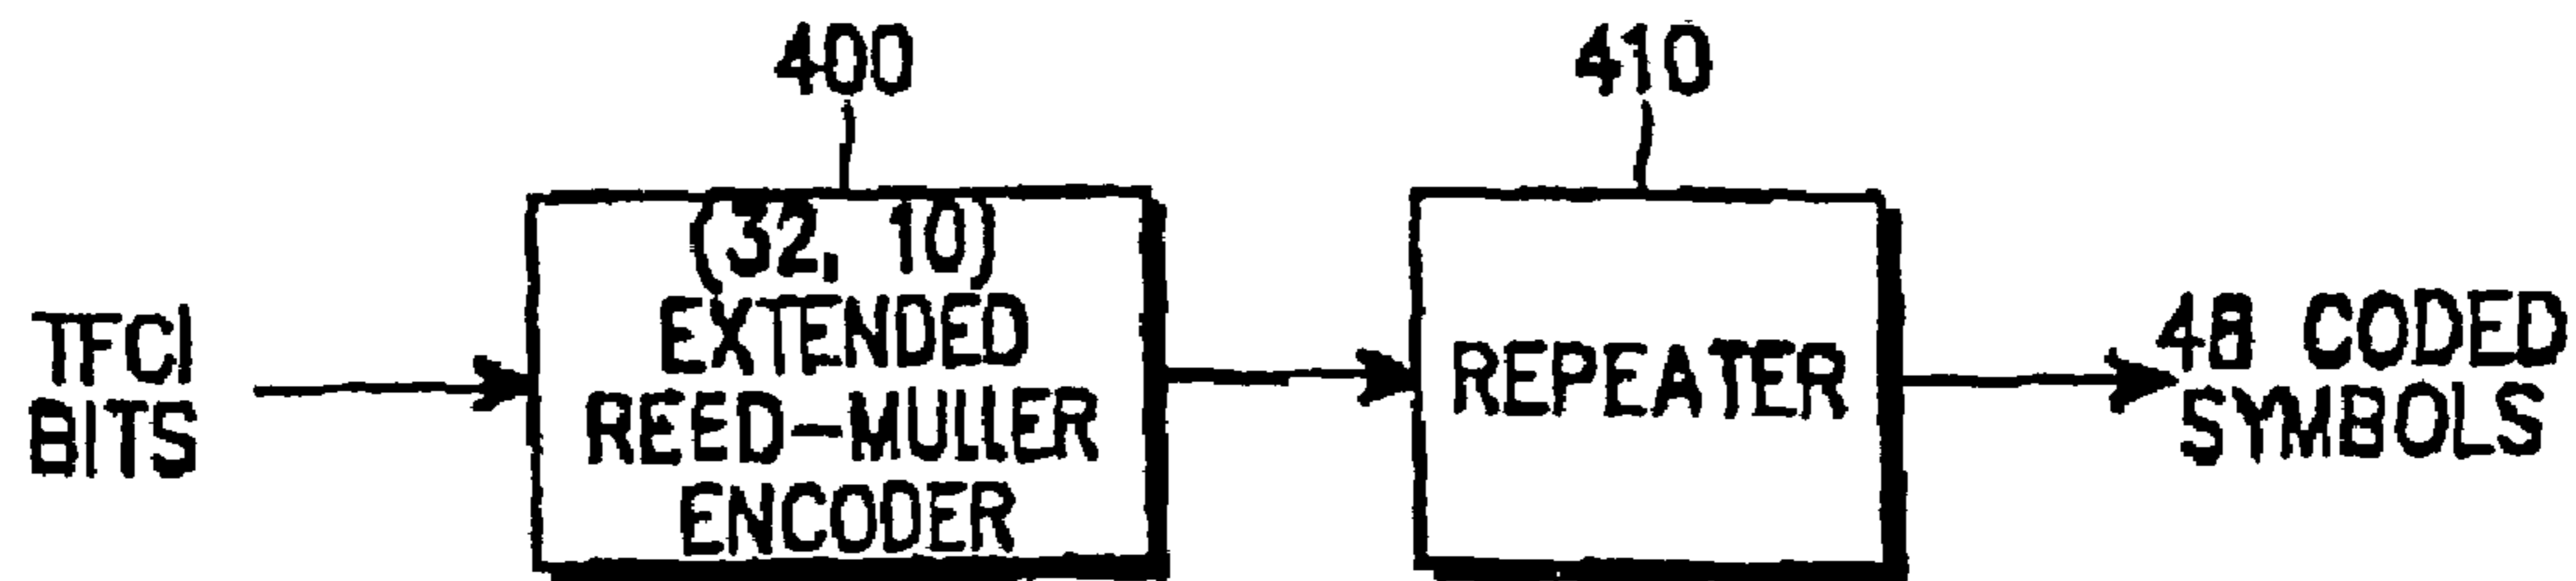 400
410
TFCI
BITS
(32, 10)
EXTENDED
REED-MULLER
ENCODER
REPEATER
48 CODED
SYMBOLS